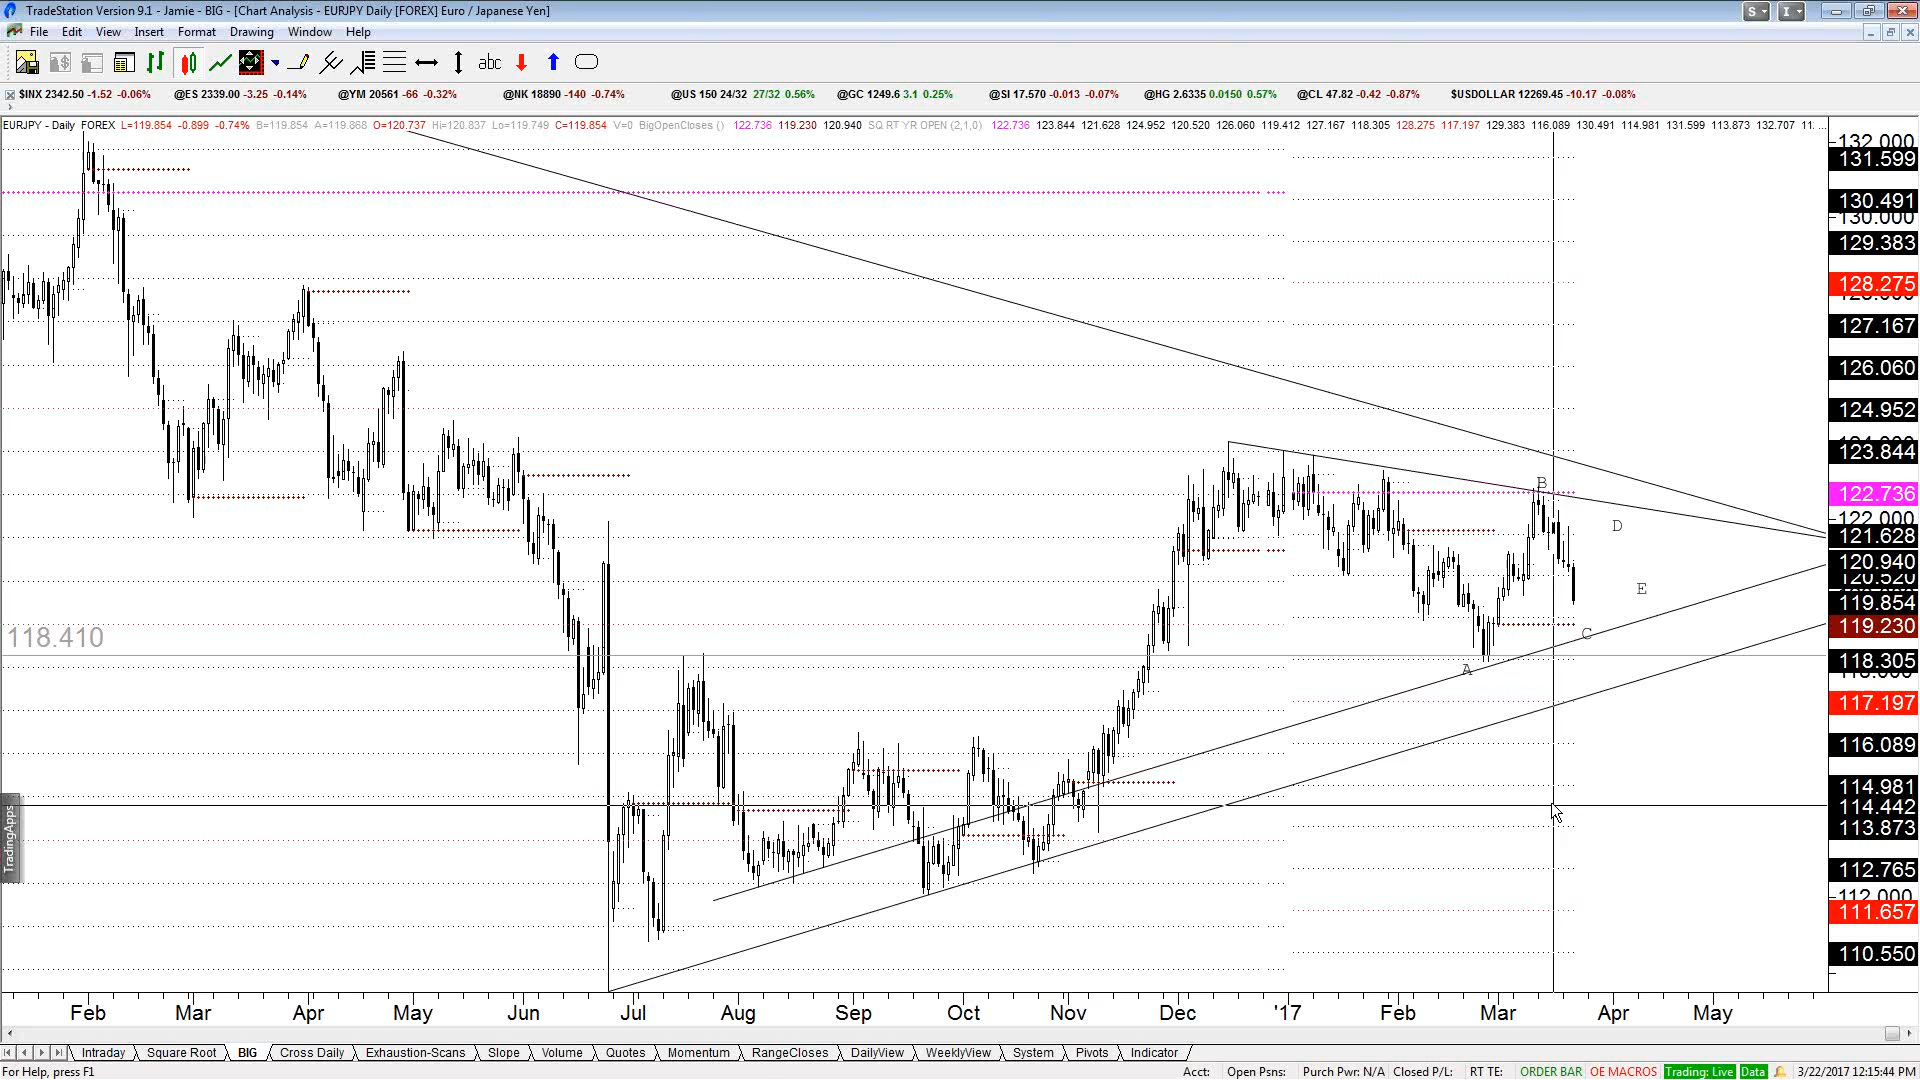 TradeStation Version 9.1 - Jamie - BIG - [Chart Analysis - EURJPY Daily [FOREX] Euro / Japanese Yen]
S I
File Edit View Insert Format Drawing Window Help
abc
$INX 2342.50 -1.52 -0.06% @ES 2339.00 -3.25 -0.14% @YM 20561 -66 -0.32% @NK 18890 -140 -0.74% @US 150 24/32 27/32 0.56% @GC 1249.6 3.1 0.25% @SI 17.570 -0.013 -0.07% @HG 2.6335 0.0150 0.57% @CL 47.82 -0.42 -0.87% $USDOLLAR 12269.45 -10.17 -0.08%
EURJPY - Daily FOREX L=119.854 -0.899 -0.74% B=119.854 A=119.868 O=120.737 Hi=120.837 Lo=119.749 C=119.854 V=0 BigOpenCloses () 122.736 119.230 120.940 SQ RT YR OPEN (2,1,0) 122.736 123.844 121.628 124.952 120.520 126.060 119.412 127.167 118.305 128.275 117.197 129.383 116.089 130.491 114.981 131.599 113.873 132.707 11. ...
132.000
131.599
130.491
130.000
129.383
128.275
127.167
126.060
124.952
123.844
B
122.736
122.000
D
121.628
120.940
120.520
E
119.854
119.230
C
118.410
118.305
118.000
A
117.197
116.089
114.981
114.442
113.873
TradingApps
112.765
112.000
111.657
110.550
Feb Mar Apr May Jun Jul Aug Sep Oct Nov Dec '17 Feb Mar Apr May
Intraday Square Root BIG Cross Daily Exhaustion-Scans Slope Volume Quotes Momentum RangeCloses DailyView WeeklyView System Pivots Indicator
For Help, press F1 Acct: Open Psns: Purch Pwr: N/A Closed P/L: RT TE: ORDER BAR OE MACROS Trading: Live Data 3/22/2017 12:15:44 PM